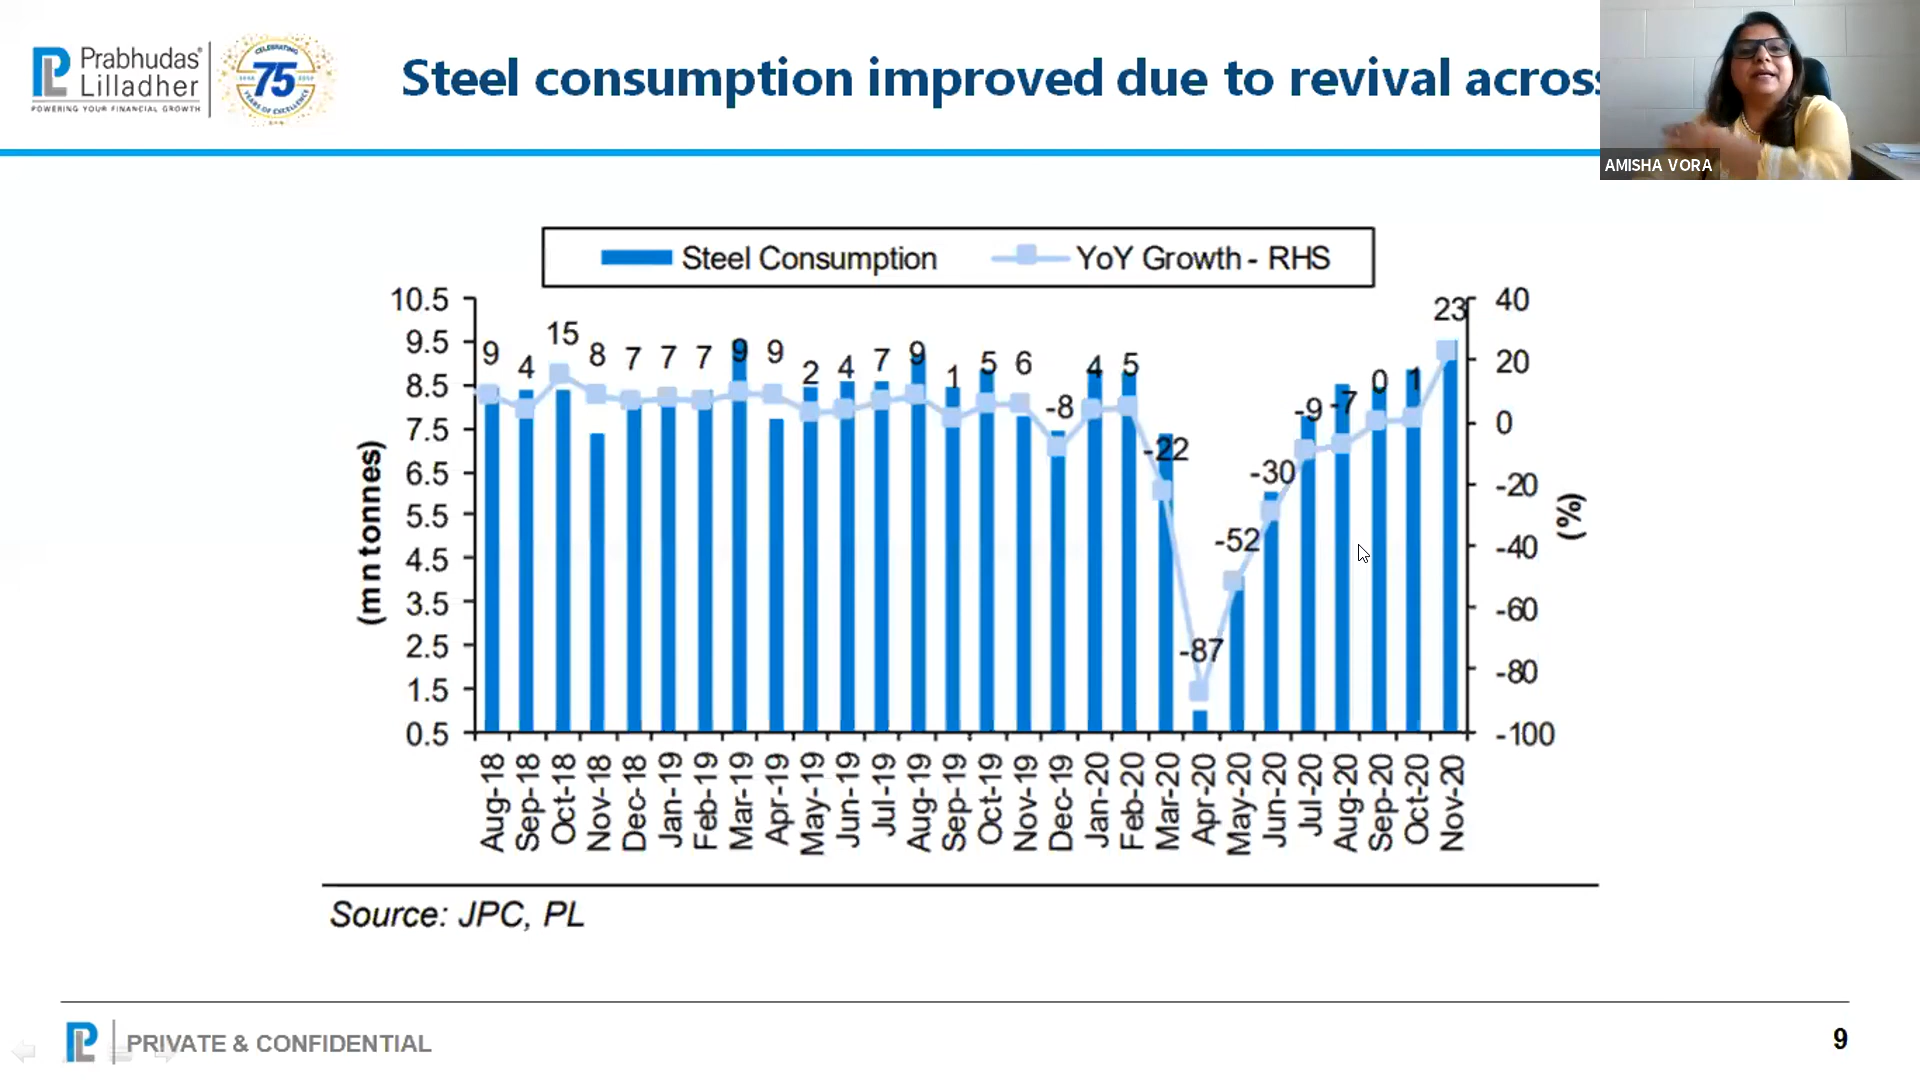 Prabhudas
Lilladher
POWERING YOUR FINANCIAL GROWTH
CELEBRATING
75
YEARS OF EXCELLENCE
Steel consumption improved due to revival across
AMISHA VORA
Steel Consumption
YoY Growth - RHS
(mn tonnes)
10.5
9.5
8.5
7.5
6.5
5.5
4.5
3.5
2.5
1.5
0.5
9 4 15 8 7 7 7 9 9 2 4 7 9 1 5 6 -8 4 5 -22 -87 -52 -30 -9 -7 0 1 23
40
20
0
-20
-40
-60
-80
-100
(%)
Aug-18
Sep-18
Oct-18
Nov-18
Dec-18
Jan-19
Feb-19
Mar-19
Apr-19
May-19
Jun-19
Jul-19
Aug-19
Sep-19
Oct-19
Nov-19
Dec-19
Jan-20
Feb-20
Mar-20
Apr-20
May-20
Jun-20
Jul-20
Aug-20
Sep-20
Oct-20
Nov-20
Source: JPC, PL
PRIVATE & CONFIDENTIAL
9